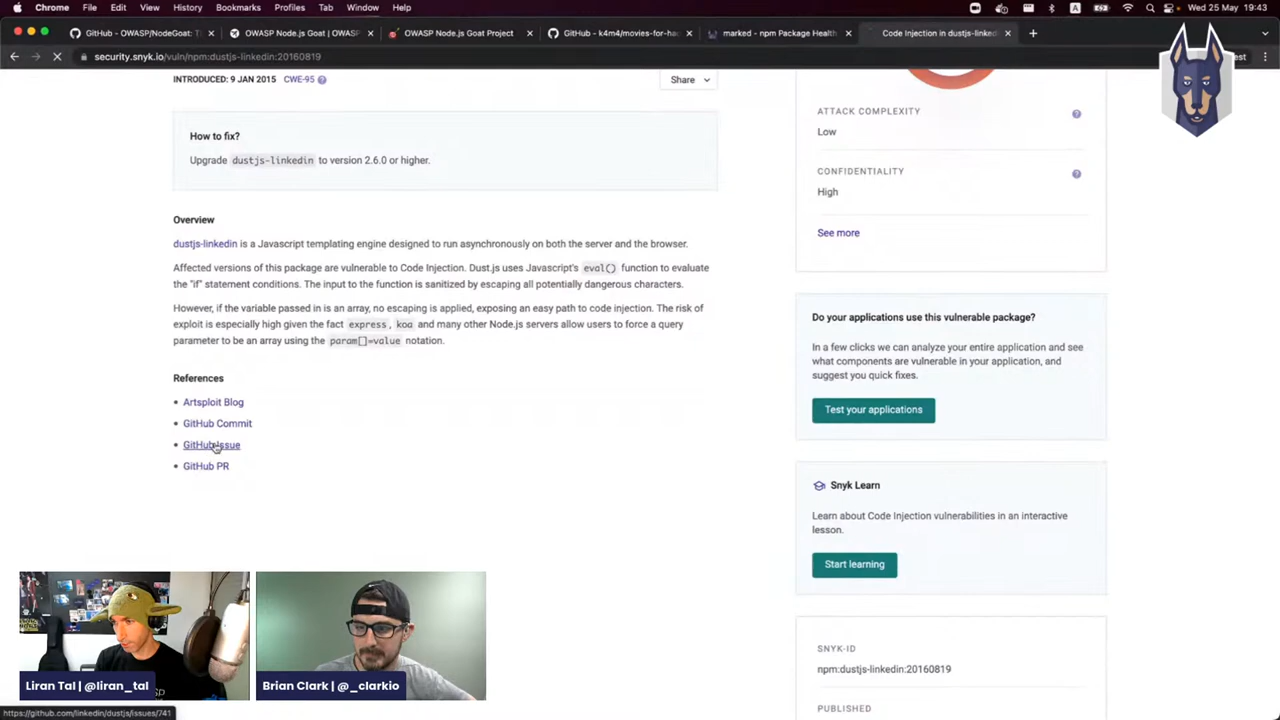 Chrome File Edit View History Bookmarks Profiles Tab Window Help
A
Wed 25 May 19:43
GitHub - OWASP/NodeGoat: T
OWASP Node.js Goat | OWASP
OWASP Node.js Goat Project
GitHub - k4m4/movies-for-hac
marked - npm Package Health
Code Injection in dustjs-linked
security.snyk.io/vuln/npm:dustjs-linkedin:20160819
INTRODUCED: 9 JAN 2015 CWE-95
Share
How to fix?
Upgrade dustjs-linkedin to version 2.6.0 or higher.
Overview
dustjs-linkedin is a Javascript templating engine designed to run asynchronously on both the server and the browser.
Affected versions of this package are vulnerable to Code Injection. Dust.js uses Javascript's eval() function to evaluate
the "if" statement conditions. The input to the function is sanitized by escaping all potentially dangerous characters.
However, if the variable passed in is an array, no escaping is applied, exposing an easy path to code injection. The risk of
exploit is especially high given the fact express, koa and many other Node.js servers allow users to force a query
parameter to be an array using the param[]=value notation.
References
Artsploit Blog
GitHub Commit
GitHub Issue
GitHub PR
ATTACK COMPLEXITY
Low
CONFIDENTIALITY
High
See more
Do your applications use this vulnerable package?
In a few clicks we can analyze your entire application and see
what components are vulnerable in your application, and
suggest you quick fixes.
Test your applications
Snyk Learn
Learn about Code Injection vulnerabilities in an interactive
lesson.
Start learning
SNYK-ID
npm:dustjs-linkedin:20160819
PUBLISHED
Liran Tal | @liran_tal
Brian Clark | @_clarkio
https://github.com/linkedin/dustjs/issues/741